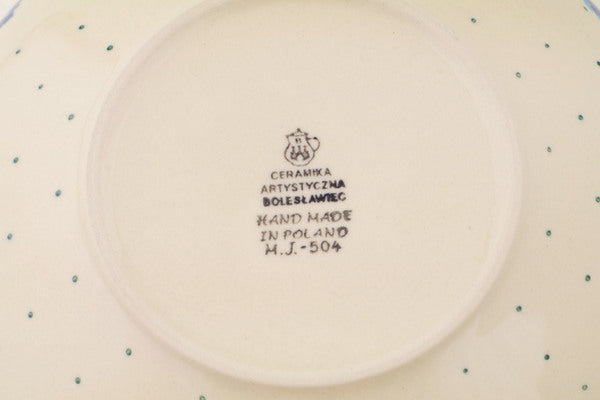 CERAMIKA
ARTYSTYCZNA
BOLESŁAWIEC
HAND MADE
IN POLAND
M.J.-504